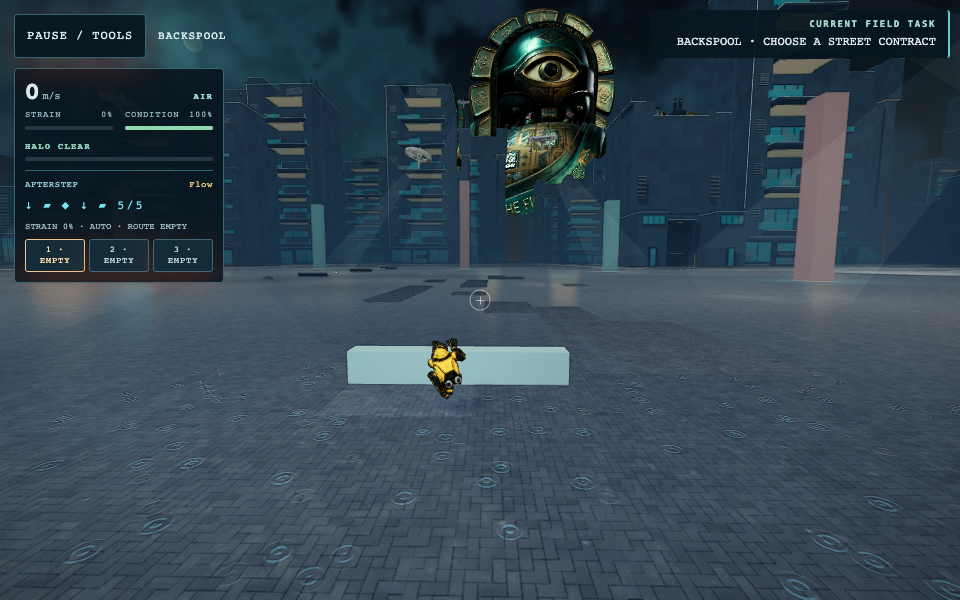 PAUSE / TOOLS
BACKSPOOL
CURRENT FIELD TASK
BACKSPOOL · CHOOSE A STREET CONTRACT
0 m/s
AIR
STRAIN 0%
CONDITION 100%
HALO CLEAR
AFTERSTEP
Flow
5/5
STRAIN 0% · AUTO · ROUTE EMPTY
1 · EMPTY
2 · EMPTY
3 · EMPTY